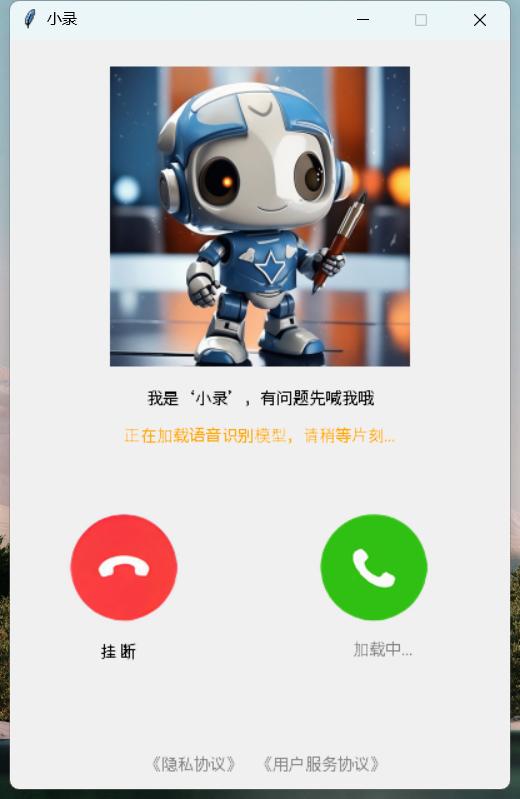 小录
我是‘小录’，有问题先喊我哦
正在加载语音识别模型，请稍等片刻...
挂 断
加载中...
《隐私协议》 《用户服务协议》